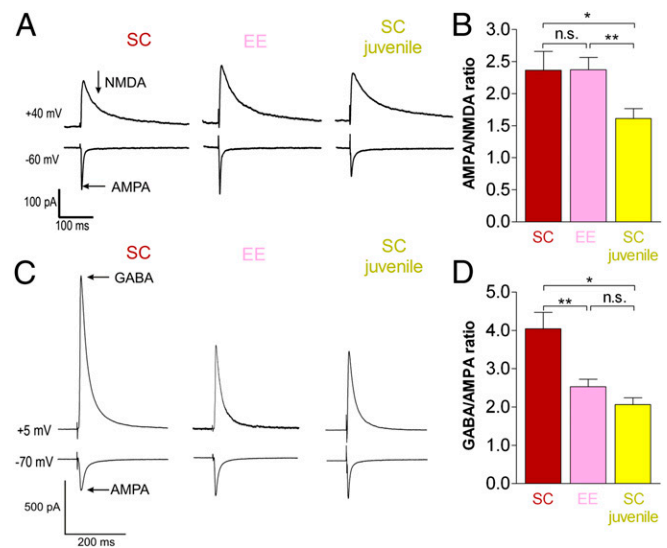 A
SC
EE
SC
juvenile
NMDA
+40 mV
-60 mV
AMPA
100 pA
100 ms
B
*
n.s.
**
AMPA/NMDA ratio
3.0
2.5
2.0
1.5
1.0
0.5
0.0
SC
EE
SC
juvenile
C
SC
EE
SC
juvenile
GABA
+5 mV
-70 mV
AMPA
500 pA
200 ms
D
*
**
n.s.
GABA/AMPA ratio
5.0
4.0
3.0
2.0
1.0
0.0
SC
EE
SC
juvenile